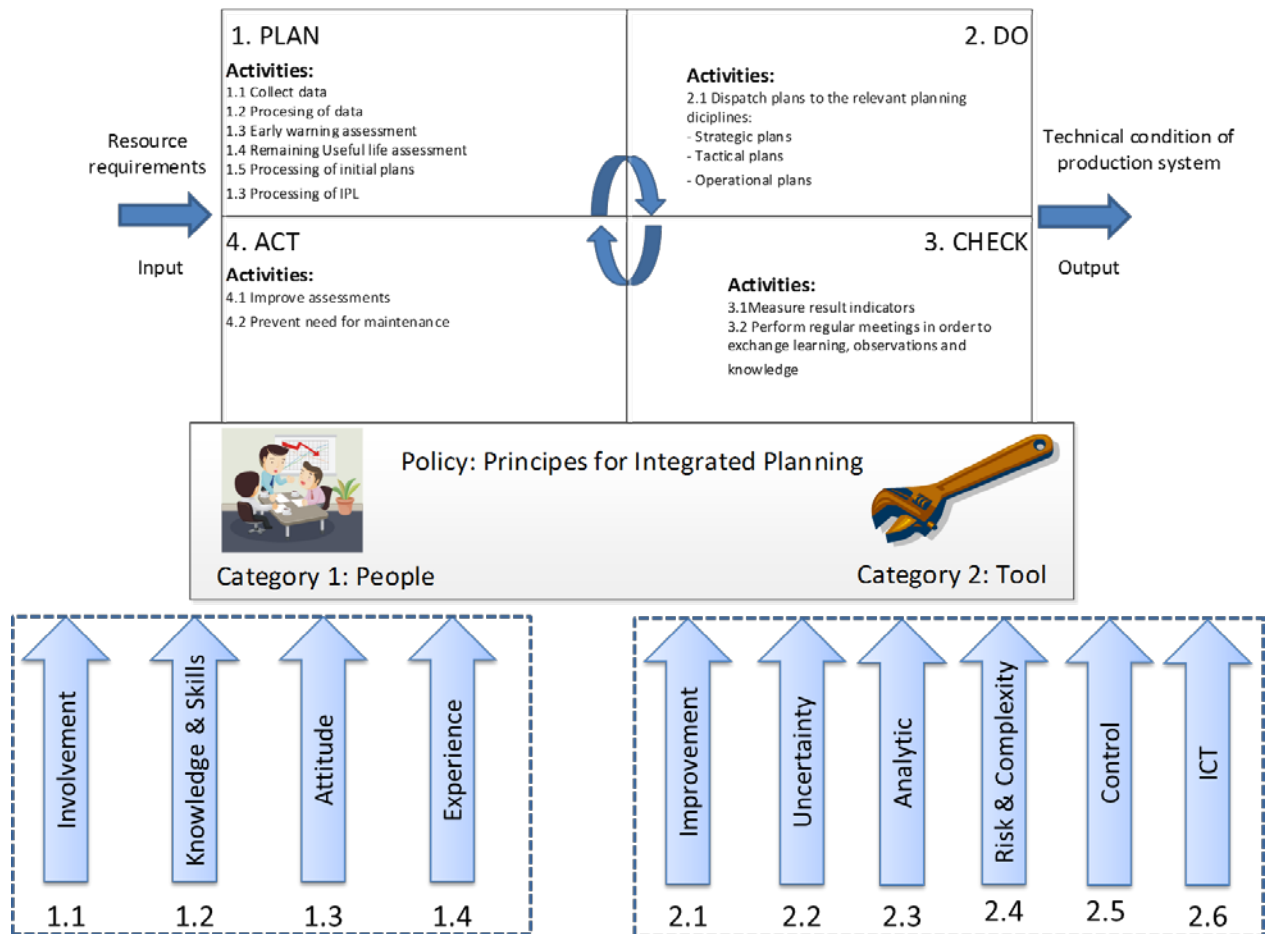 1. PLAN
Activities:
1.1 Collect data
1.2 Procesing of data
1.3 Early warning assessment
1.4 Remaining Useful life assessment
1.5 Processing of initial plans
1.3 Processing of IPL
2. DO
Activities:
2.1 Dispatch plans to the relevant planning
diciplines:
- Strategic plans
- Tactical plans
- Operational plans
Resource
requirements
Input
Technical condition of
production system
Output
4. ACT
Activities:
4.1 Improve assessments
4.2 Prevent need for maintenance
3. CHECK
Activities:
3.1Measure result indicators
3.2 Perform regular meetings in order to
exchange learning, observations and
knowledge
Policy: Principes for Integrated Planning
Category 1: People
Category 2: Tool
Involvement
Knowledge & Skills
Attitude
Experience
Improvement
Uncertainty
Analytic
Risk & Complexity
Control
ICT
1.1
1.2
1.3
1.4
2.1
2.2
2.3
2.4
2.5
2.6